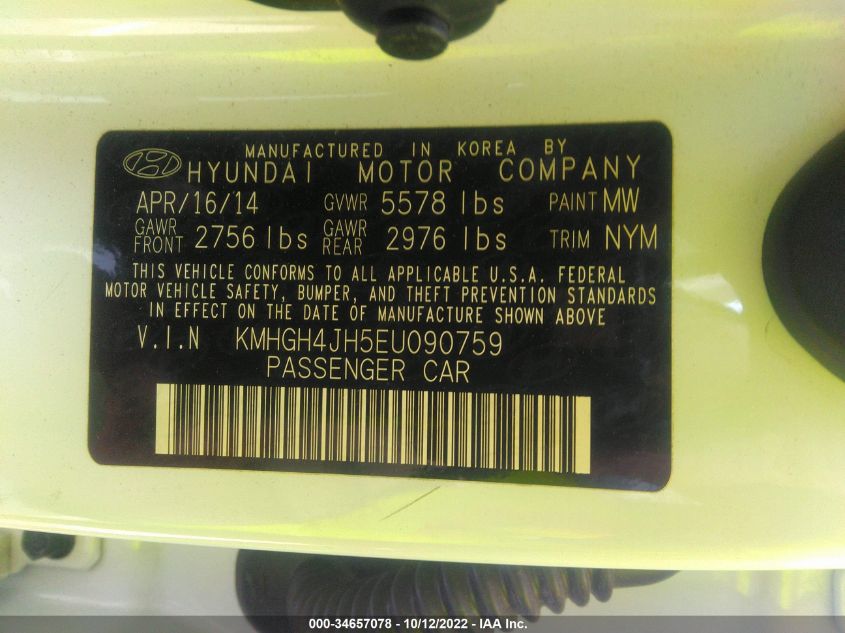 MANUFACTURED IN KOREA BY
HYUNDAI MOTOR COMPANY
APR/16/14 GVWR 5578 lbs PAINT MW
GAWR FRONT 2756 lbs GAWR REAR 2976 lbs TRIM NYM
THIS VEHICLE CONFORMS TO ALL APPLICABLE U.S.A. FEDERAL
MOTOR VEHICLE SAFETY, BUMPER, AND THEFT PREVENTION STANDARDS
IN EFFECT ON THE DATE OF MANUFACTURE SHOWN ABOVE
V.I.N KMHGH4JH5EU090759
PASSENGER CAR
000-34657078 - 10/12/2022 - IAA Inc.